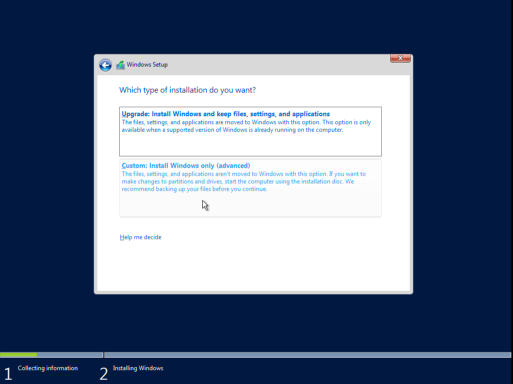 Windows Setup
Which type of installation do you want?
Upgrade: Install Windows and keep files, settings, and applications
The files, settings, and applications are moved to Windows with this option. This option is only
available when a supported version of Windows is already running on the computer.
Custom: Install Windows only (advanced)
The files, settings, and applications aren't moved to Windows with this option. If you want to
make changes to partitions and drives, start the computer using the installation disc. We
recommend backing up your files before you continue.
Help me decide
1 Collecting information
2 Installing Windows